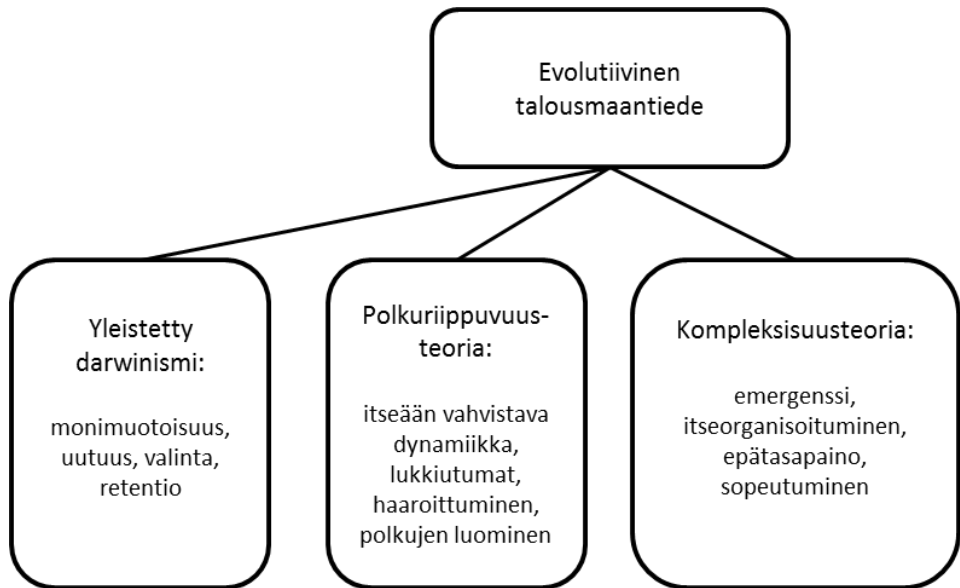 Evolutiivinen
talousmaantiede
Yleistetty
darwinismi:
monimuotoisuus,
uutuus, valinta,
retentio
Polkuriippuvuus-
teoria:
itseään vahvistava
dynamiikka,
lukkiutumat,
haaroittuminen,
polkujen luominen
Kompleksisuusteoria:
emergenssi,
itseorganisoituminen,
epätasapaino,
sopeutuminen